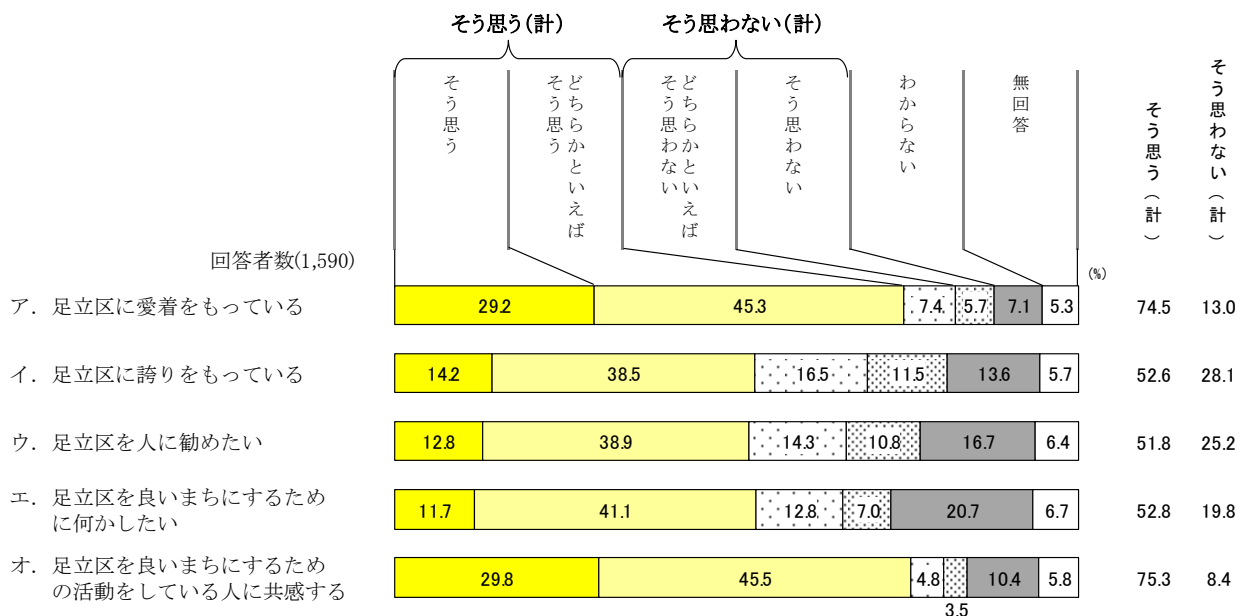 そう思う(計)
そう思わない(計)
そう思う
どちらかといえば
そう思う
どちらかといえば
そう思わない
そう思わない
わからない
無回答
そう思う(計)
そう思わない(計)
回答者数(1,590)
(%)
ア．足立区に愛着をもっている 29.2 45.3 7.4 5.7 7.1 5.3 74.5 13.0
イ．足立区に誇りをもっている 14.2 38.5 16.5 11.5 13.6 5.7 52.6 28.1
ウ．足立区を人に勧めたい 12.8 38.9 14.3 10.8 16.7 6.4 51.8 25.2
エ．足立区を良いまちにするため
に何かしたい 11.7 41.1 12.8 7.0 20.7 6.7 52.8 19.8
オ．足立区を良いまちにするため
の活動をしている人に共感する 29.8 45.5 4.8 10.4 5.8 75.3 8.4
3.5